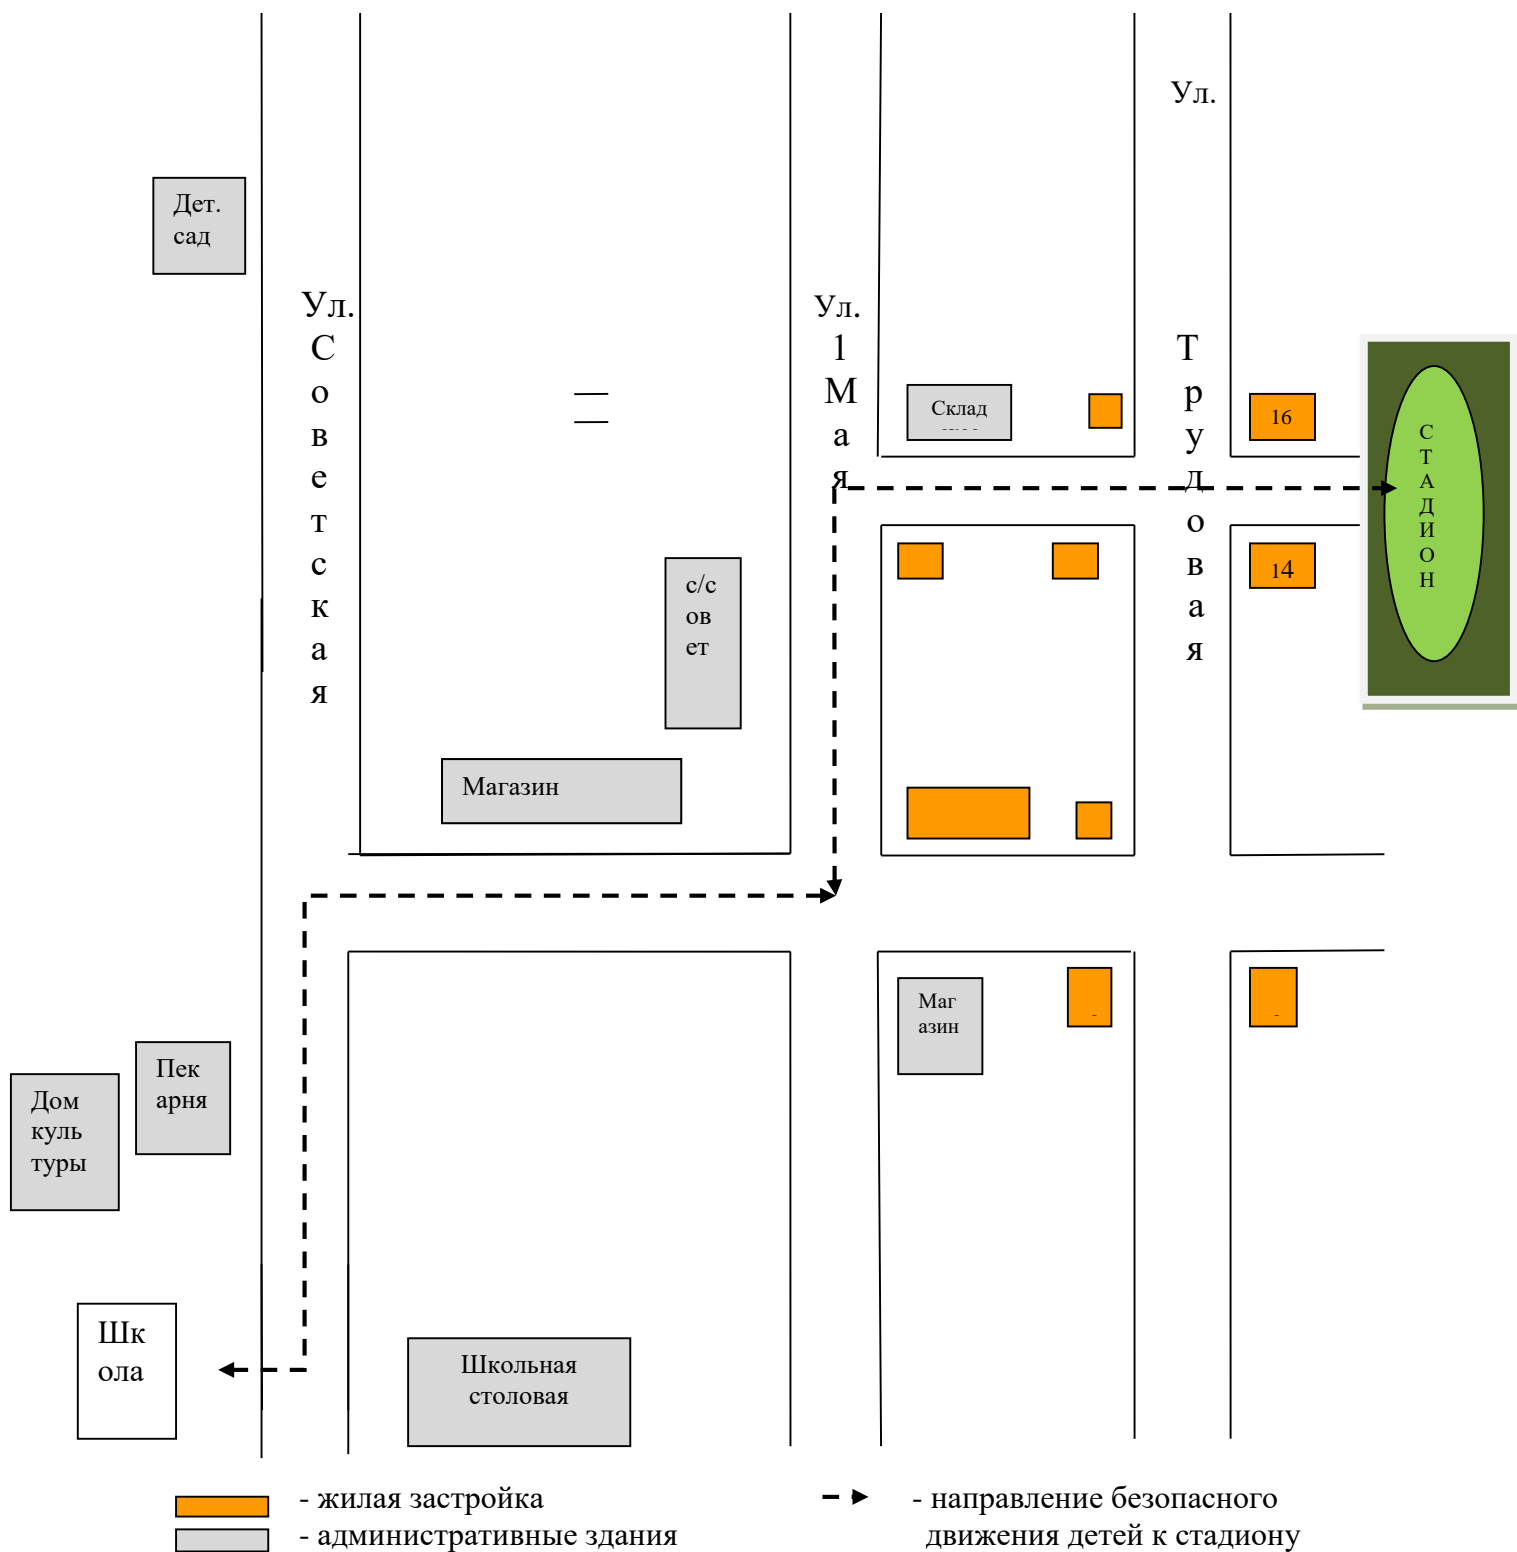 Ул.
Дет.
сад
Ул.
С
о
в
е
т
с
к
а
я
Ул.
1
М
а
я
Т
р
у
д
о
в
а
я
Склад
16
С
Т
А
Д
И
О
Н
14
с/с
ов
ет
Магазин
Маг
азин
Пек
арня
Дом
куль
туры
Шк
ола
Школьная
столовая
- жилая застройка
- административные здания
- направление безопасного
движения детей к стадиону